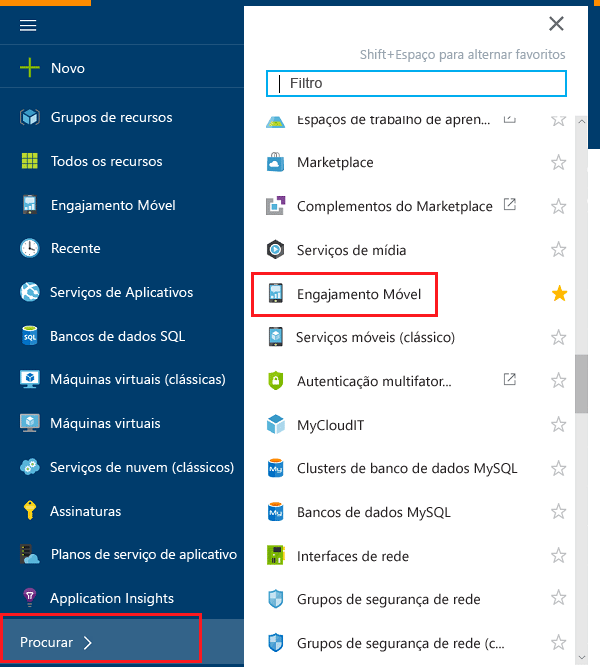 Novo
Grupos de recursos
Todos os recursos
Engajamento Móvel
Recente
Serviços de Aplicativos
SQL
Bancos de dados SQL
Máquinas virtuais (clássicas)
Máquinas virtuais
Serviços de nuvem (clássicos)
Assinaturas
Planos de serviço de aplicativo
Application Insights
Procurar
Shift+Espaço para alternar favoritos
Filtro
Espaços de trabalho de apren...
Marketplace
Complementos do Marketplace
Serviços de mídia
Engajamento Móvel
Serviços móveis (clássico)
Autenticação multifator...
MyCloudIT
My
Clusters de banco de dados MySQL
My
Bancos de dados MySQL
Interfaces de rede
Grupos de segurança de rede
Grupos de segurança de rede (c...